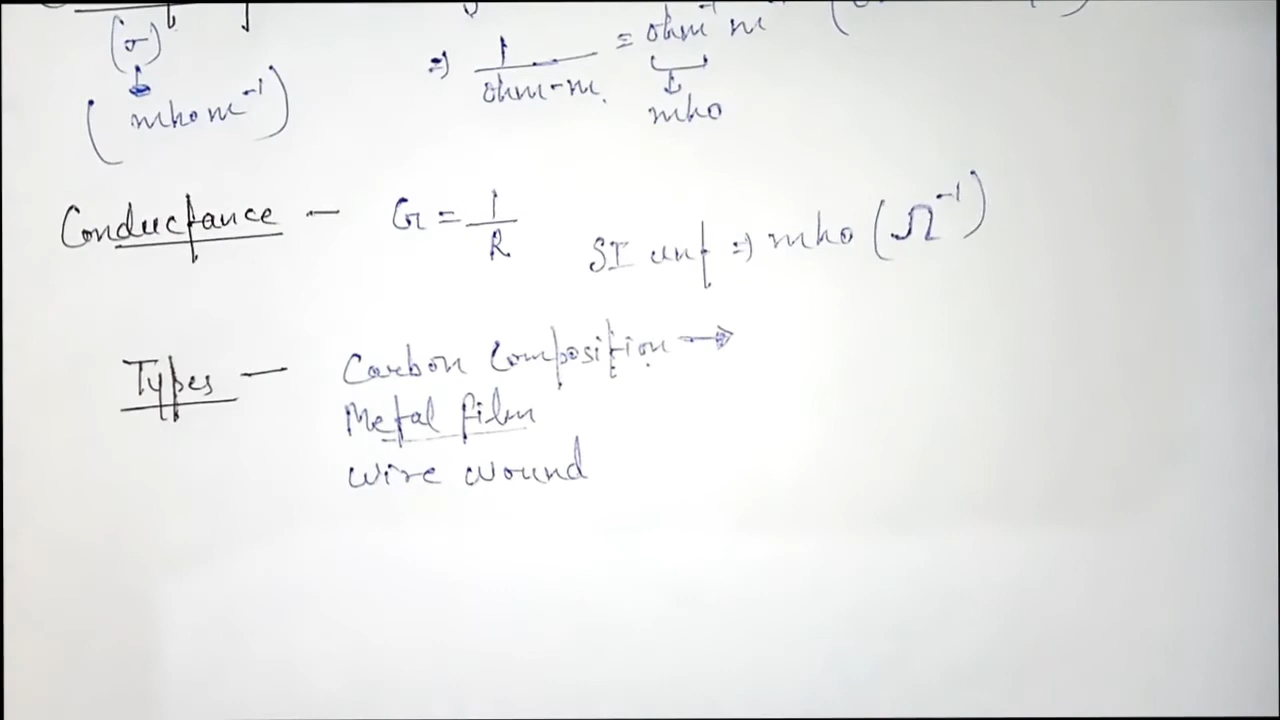 (σ)
(mho m⁻¹)
=) 1/ohm-m. = ohm⁻¹ m
mho
Conductance – G = 1/R SI unit =) mho (Ω⁻¹)
Types – Carbon Composition →
Metal film
Wire wound